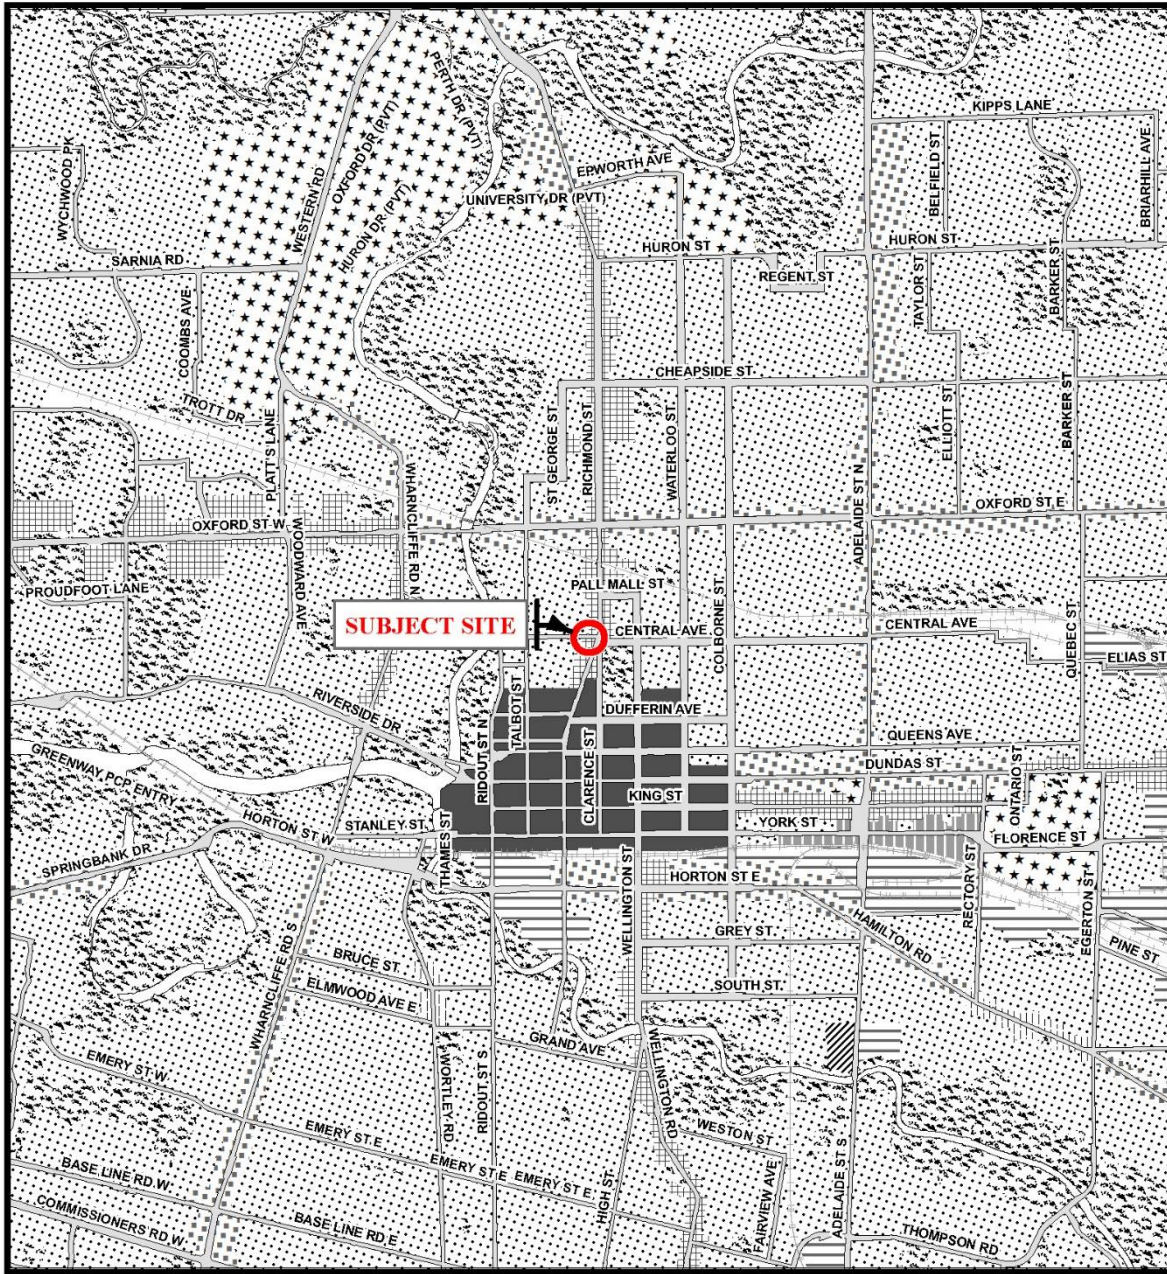 KIPPS LANE
PERTH DR (PVT)
OXFORD DR (PVT)
WYCHWOOD PK
WESTERN RD
BELFIELD ST
BRIARHILL AVE
EPWORTH AVE
UNIVERSITY DR (PVT)
HURON DR (PVT)
HURON ST
HURON ST
SARNIA RD
REGENT ST
BARKER ST
TAYLOR ST
COOMBS AVE
CHEAPSIDE ST
TROTT DR
PLATT'S LANE
ST GEORGE ST
RICHMOND ST
WATERLOO ST
ELLIOTT ST
BARKER ST
WHARNCLIFFE RD N
ADELAIDE ST N
OXFORD ST E
OXFORD ST W
WOODWARD AVE
PROUDFOOT LANE
PALL MALL ST
COLBORNE ST
QUEBEC ST
SUBJECT SITE
CENTRAL AVE
CENTRAL AVE
ELIAS ST
RIVERSIDE DR
TALBOT ST
RIDOUT ST N
DUFFERIN AVE
CLARENCE ST
QUEENS AVE
GREENWAY PCP ENTRY
DUNDAS ST
ONTARIO ST
KING ST
HORTON ST W
STANLEY ST
THAMES ST
YORK ST
FLORENCE ST
SPRINGBANK DR
WELLINGTON ST
HORTON ST E
RECTORY ST
EGERTON ST
HAMILTON RD
WHARNCLIFFE RD S
GREY ST
PINE ST
BRUCE ST
ELMWOOD AVE E
SOUTH ST
GRAND AVE
WELLINGTON RD
EMERY ST W
WORTLEY RD
RIDOUT ST S
WESTON ST
EMERY ST E
EMERY ST E
EMERY ST E
HIGH ST
FAIRVIEW AVE
ADELAIDE ST S
BASE LINE RD W
COMMISSIONERS RD W
BASE LINE RD E
THOMPSON RD